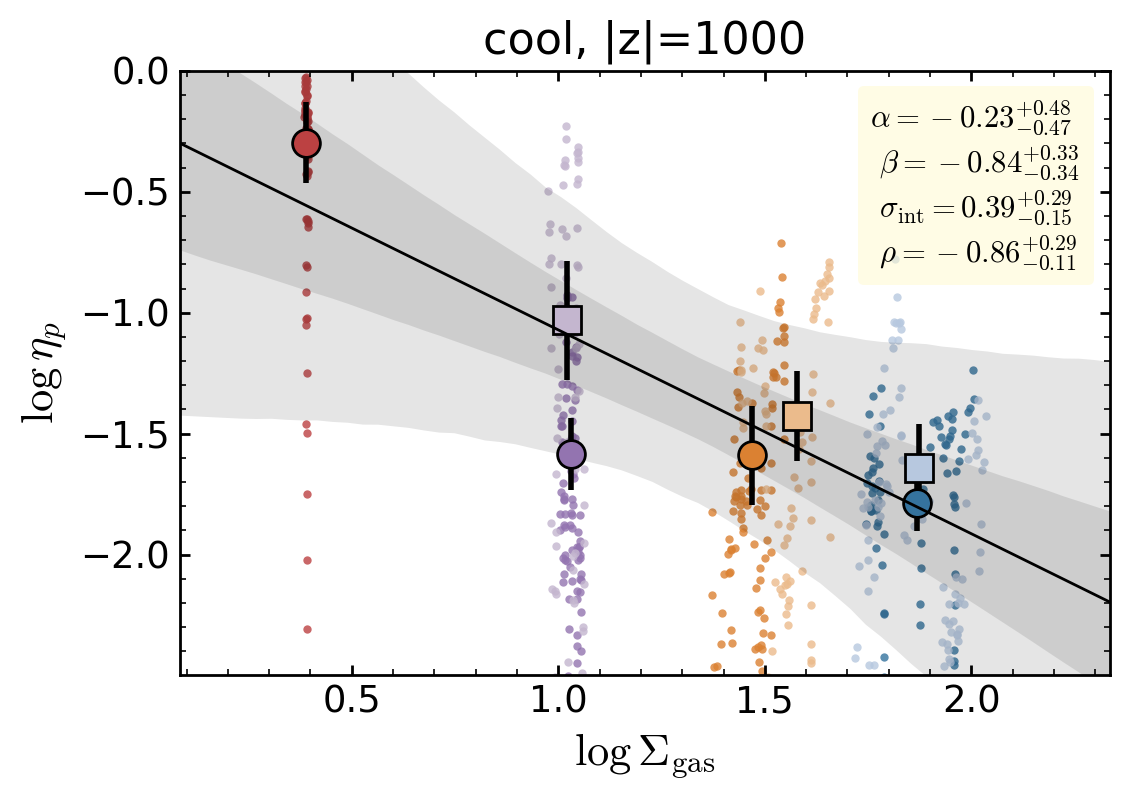 cool, |z|=1000
α = −0.23^{+0.48}_{−0.47}
β = −0.84^{+0.33}_{−0.34}
σ_int = 0.39^{+0.29}_{−0.15}
ρ = −0.86^{+0.29}_{−0.11}
log η_p
0.0
−0.5
−1.0
−1.5
−2.0
0.5 1.0 1.5 2.0
log Σ_gas